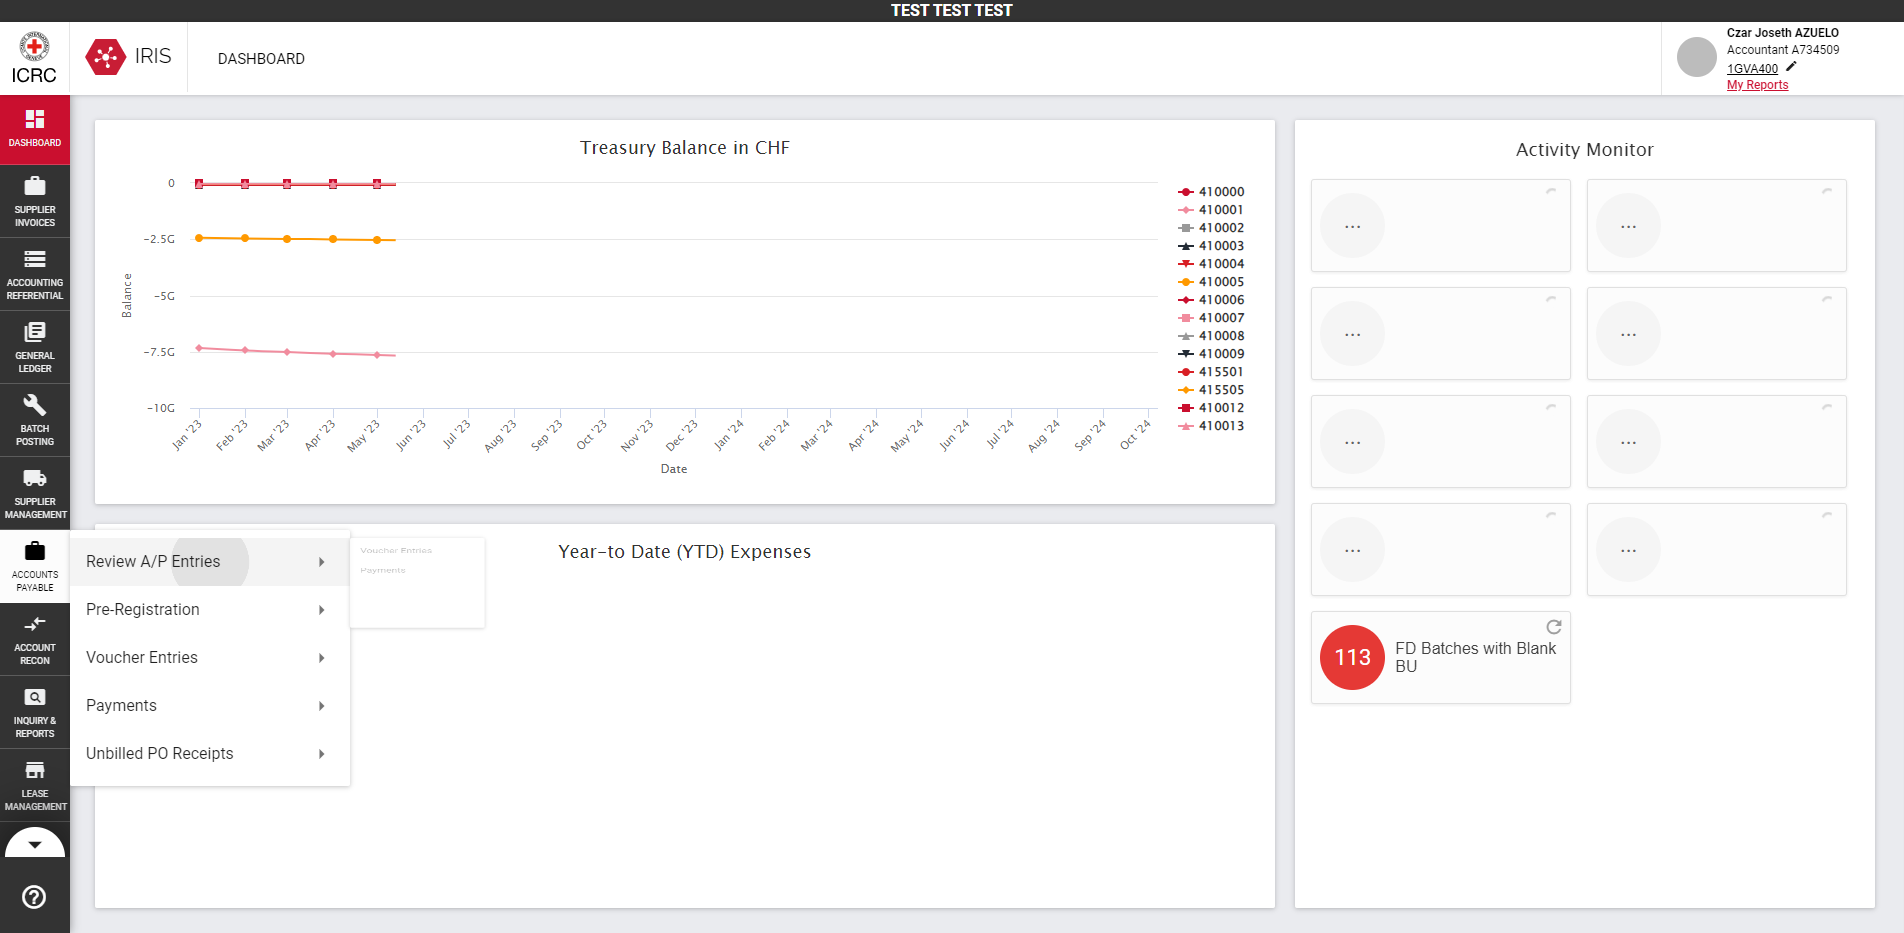 TEST TEST TEST
ICRC
IRIS
DASHBOARD
Czar Joseth AZUELO
Accountant A734509
1GVA400
My Reports
DASHBOARD
SUPPLIER
INVOICES
ACCOUNTING
REFERENTIAL
GENERAL
LEDGER
BATCH
POSTING
SUPPLIER
MANAGEMENT
ACCOUNTS
PAYABLE
ACCOUNT
RECON
INQUIRY &
REPORTS
LEASE
MANAGEMENT
Review A/P Entries
Pre-Registration
Voucher Entries
Payments
Unbilled PO Receipts
Voucher Entries
Payments
Treasury Balance in CHF
Balance
0
−2.5G
−5G
−7.5G
−10G
Jan '23
Feb '23
Mar '23
Apr '23
May '23
Jun '23
Jul '23
Aug '23
Sep '23
Oct '23
Nov '23
Dec '23
Jan '24
Feb '24
Mar '24
Apr '24
May '24
Jun '24
Jul '24
Aug '24
Sep '24
Oct '24
Date
410000
410001
410002
410003
410004
410005
410006
410007
410008
410009
415501
415505
410012
410013
Year-to Date (YTD) Expenses
Activity Monitor
...
...
...
...
...
...
...
...
113
FD Batches with Blank
BU